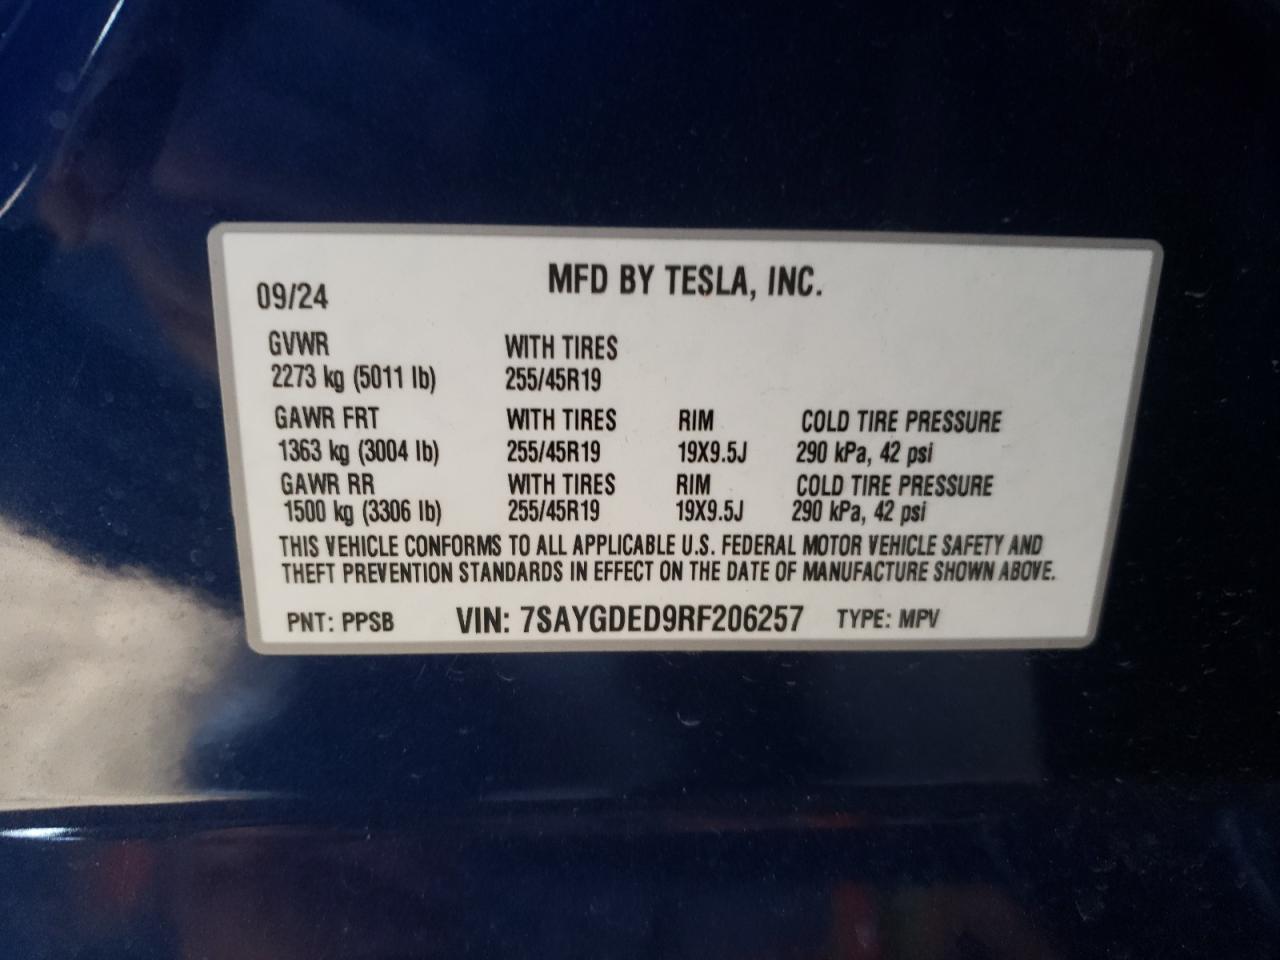 MFD BY TESLA, INC.
09/24
GVWR WITH TIRES
2273 kg (5011 lb) 255/45R19
GAWR FRT WITH TIRES RIM COLD TIRE PRESSURE
1363 kg (3004 lb) 255/45R19 19X9.5J 290 kPa, 42 psi
GAWR RR WITH TIRES RIM COLD TIRE PRESSURE
1500 kg (3306 lb) 255/45R19 19X9.5J 290 kPa, 42 psi
THIS VEHICLE CONFORMS TO ALL APPLICABLE U.S. FEDERAL MOTOR VEHICLE SAFETY AND
THEFT PREVENTION STANDARDS IN EFFECT ON THE DATE OF MANUFACTURE SHOWN ABOVE.
PNT: PPSB VIN: 7SAYGDED9RF206257 TYPE: MPV